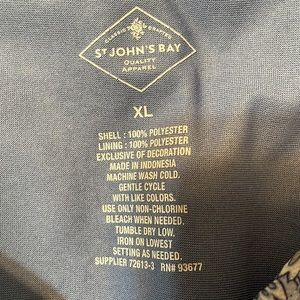 CLASSIC CRAFTED
ST JOHN'S BAY
QUALITY
APPAREL
XL
SHELL : 100% POLYESTER
LINING : 100% POLYESTER
EXCLUSIVE OF DECORATION
MADE IN INDONESIA
MACHINE WASH COLD.
GENTLE CYCLE
WITH LIKE COLORS.
USE ONLY NON-CHLORINE
BLEACH WHEN NEEDED.
TUMBLE DRY LOW,
IRON ON LOWEST
SETTING AS NEEDED.
SUPPLIER 72613-3 RN# 93677